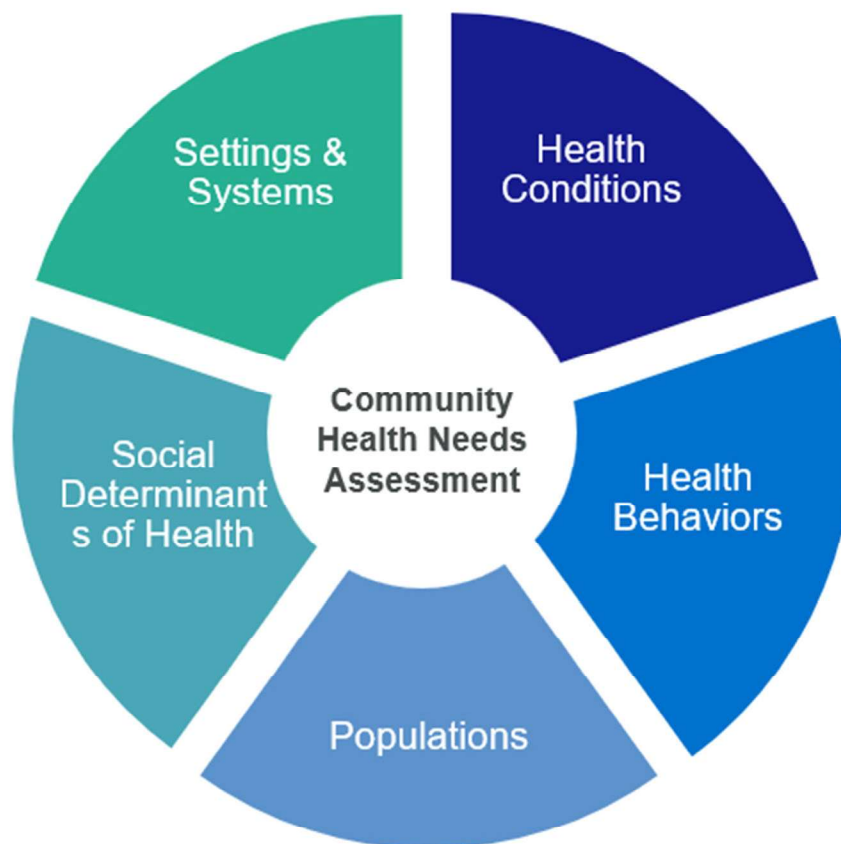 Settings &
Systems
Health
Conditions
Community
Health Needs
Assessment
Social
Determinant
s of Health
Health
Behaviors
Populations